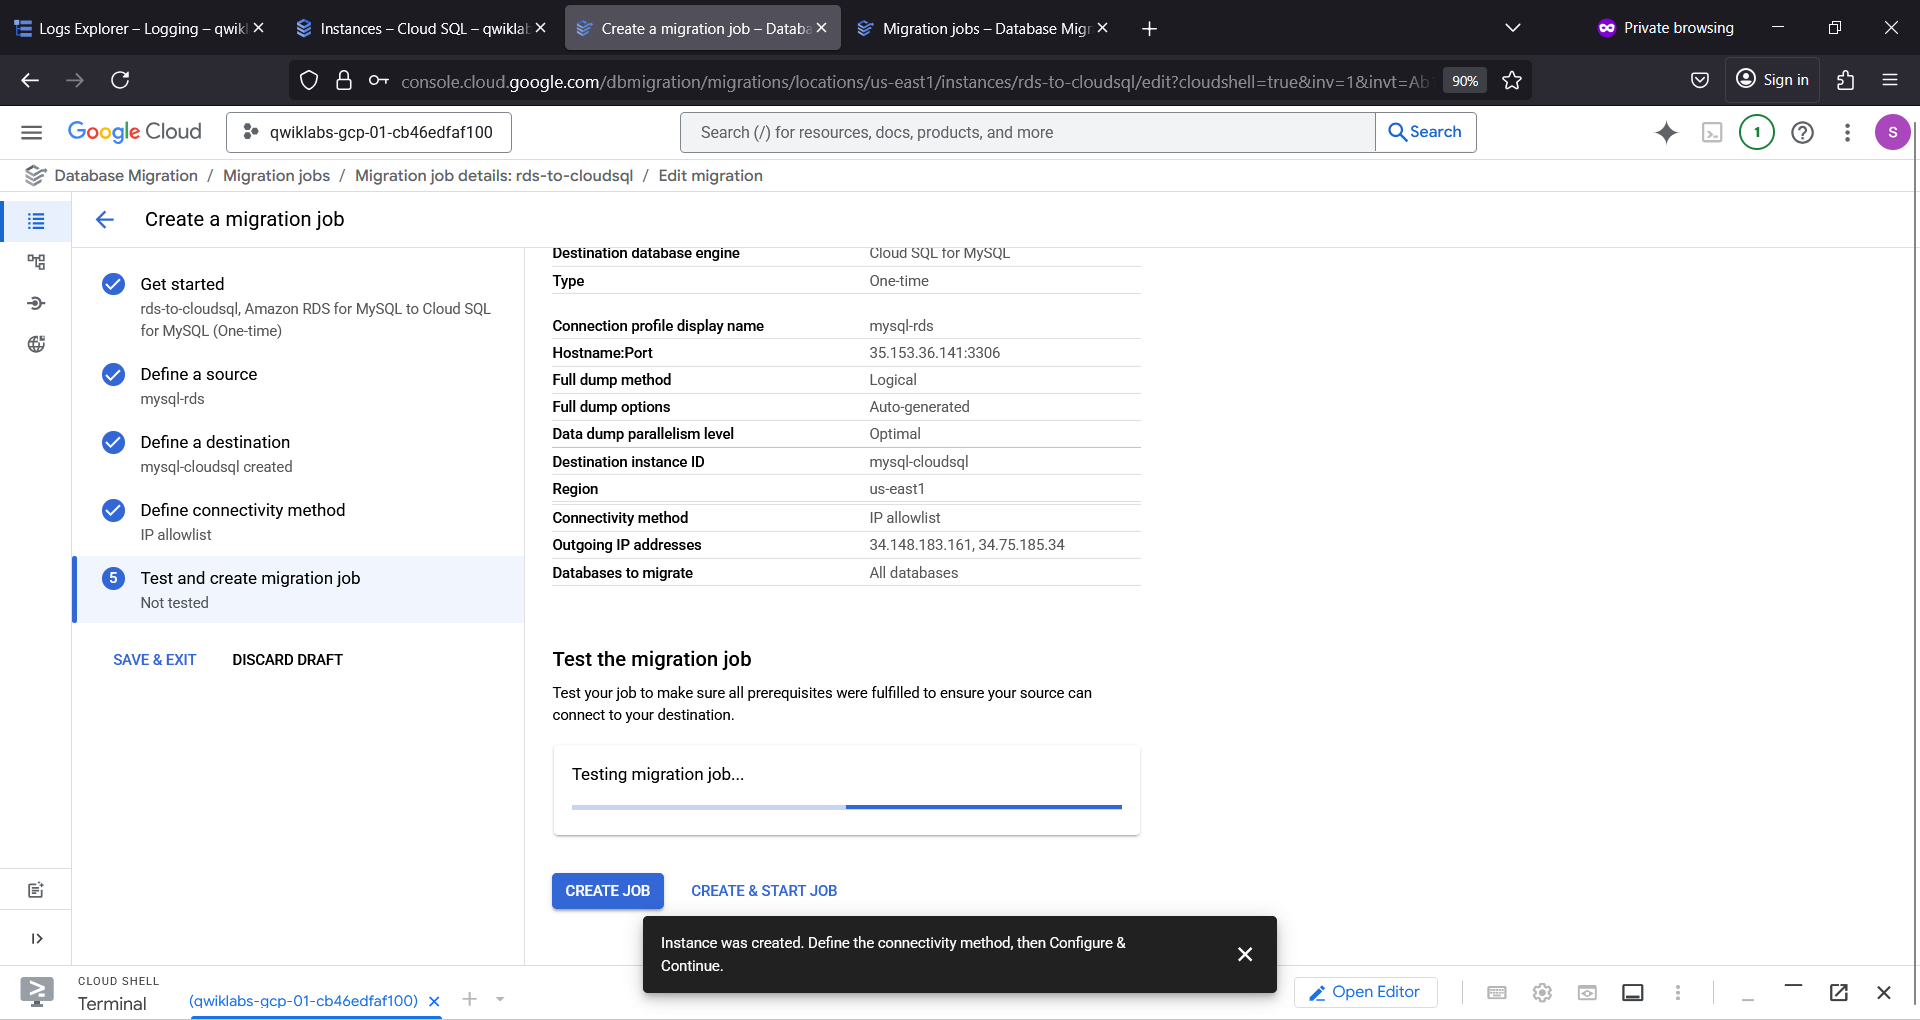 Logs Explorer – Logging – qwikl
Instances – Cloud SQL – qwiklab
Create a migration job – Databa
Migration jobs – Database Migr
Private browsing
console.cloud.google.com/dbmigration/migrations/locations/us-east1/instances/rds-to-cloudsql/edit?cloudshell=true&inv=1&invt=Ab
90%
Sign in
Google Cloud
qwiklabs-gcp-01-cb46edfaf100
Search (/) for resources, docs, products, and more
Search
1
S
Database Migration / Migration jobs / Migration job details: rds-to-cloudsql / Edit migration
Create a migration job
Get started
rds-to-cloudsql, Amazon RDS for MySQL to Cloud SQL
for MySQL (One-time)
Define a source
mysql-rds
Define a destination
mysql-cloudsql created
Define connectivity method
IP allowlist
5 Test and create migration job
Not tested
SAVE & EXIT DISCARD DRAFT
Destination database engine Cloud SQL for MySQL
Type One-time
Connection profile display name mysql-rds
Hostname:Port 35.153.36.141:3306
Full dump method Logical
Full dump options Auto-generated
Data dump parallelism level Optimal
Destination instance ID mysql-cloudsql
Region us-east1
Connectivity method IP allowlist
Outgoing IP addresses 34.148.183.161, 34.75.185.34
Databases to migrate All databases
Test the migration job
Test your job to make sure all prerequisites were fulfilled to ensure your source can
connect to your destination.
Testing migration job...
CREATE JOB CREATE & START JOB
Instance was created. Define the connectivity method, then Configure &
Continue.
CLOUD SHELL
Terminal
(qwiklabs-gcp-01-cb46edfaf100)
Open Editor